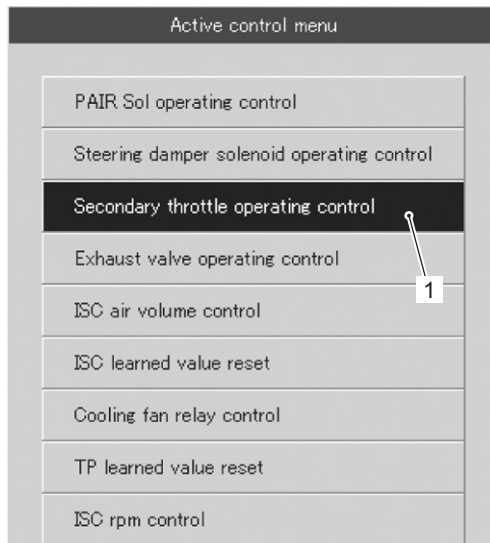 Active control menu
PAIR Sol operating control
Steering damper solenoid operating control
Secondary throttle operating control
Exhaust valve operating control
1
ISC air volume control
ISC learned value reset
Cooling fan relay control
TP learned value reset
ISC rpm control